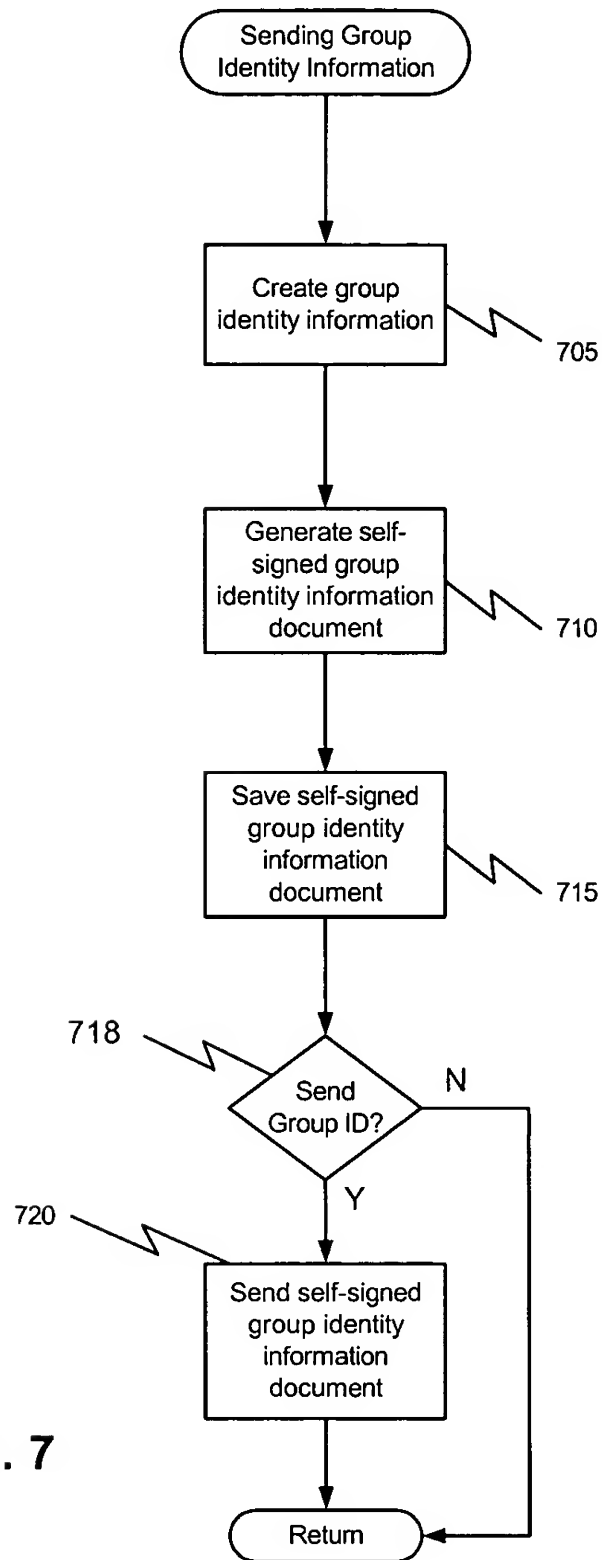 Sending Group
Identity Information
Create group
identity information
705
Generate self-
signed group
identity information
document
710
Save self-signed
group identity
information
document
715
718
Send
Group ID?
N
Y
720
Send self-signed
group identity
information
document
. 7
Return